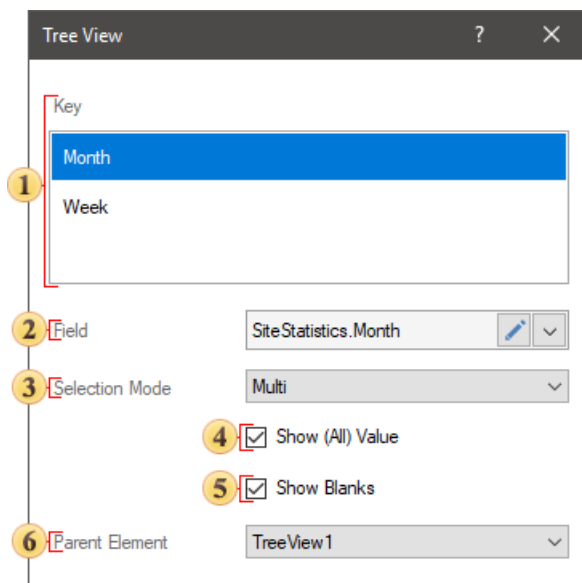 Tree View ? ×
Key
1 Month
Week
2 Field SiteStatistics.Month
3 Selection Mode Multi
4 Show (All) Value
5 Show Blanks
6 Parent Element TreeView1